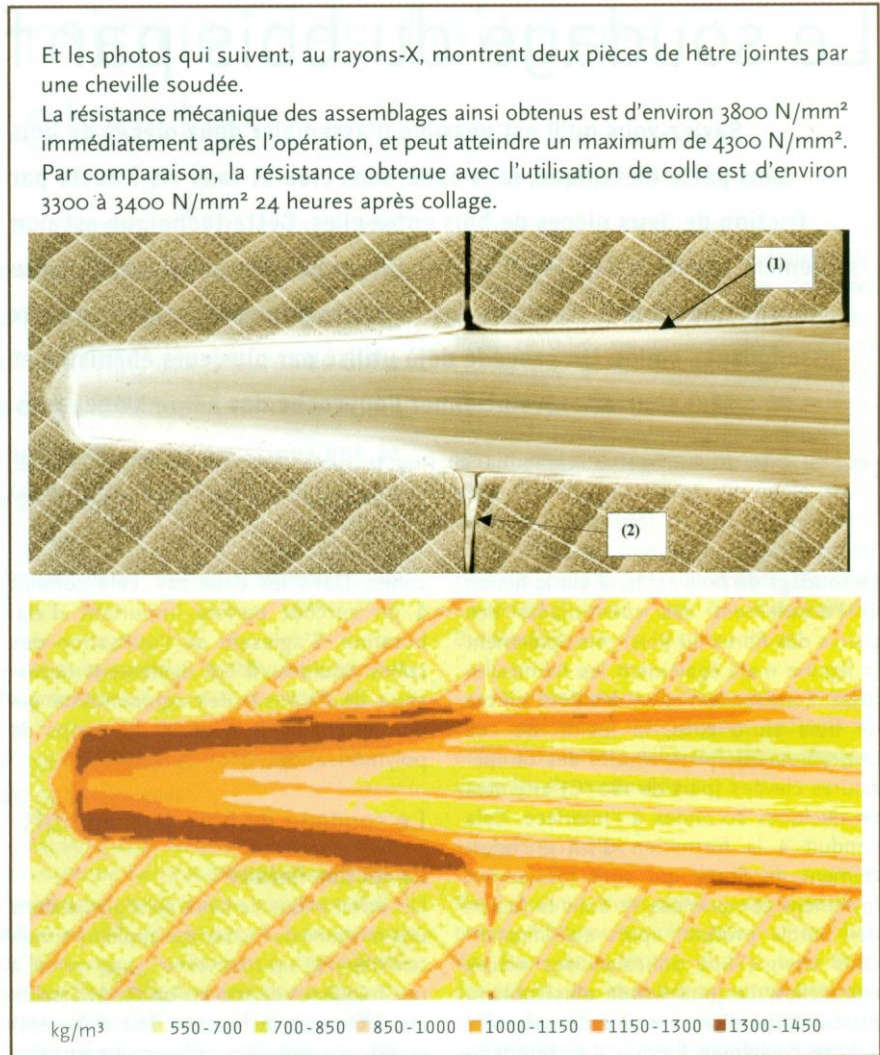 Et les photos qui suivent, au rayons-X, montrent deux pièces de hêtre jointes par
une cheville soudée.
La résistance mécanique des assemblages ainsi obtenus est d'environ 3800 N/mm²
immédiatement après l'opération, et peut atteindre un maximum de 4300 N/mm².
Par comparaison, la résistance obtenue avec l'utilisation de colle est d'environ
3300 à 3400 N/mm² 24 heures après collage.
(1)
(2)
kg/m³ 550-700 700-850 850-1000 1000-1150 1150-1300 1300-1450